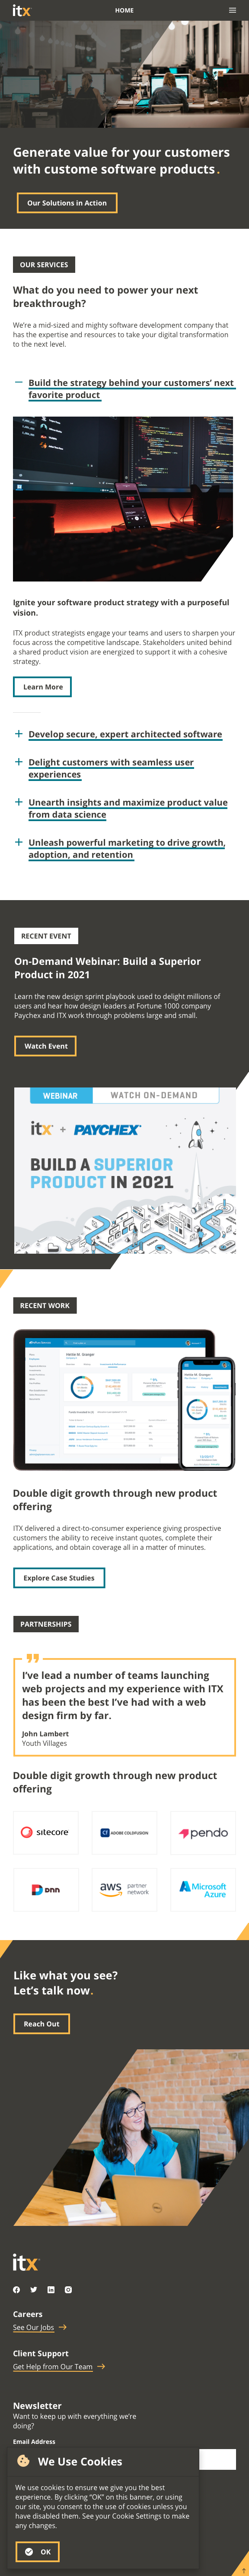 itx
HOME
Generate value for your customers
with custome software products.
Our Solutions in Action
OUR SERVICES
What do you need to power your next
breakthrough?
We're a mid-sized and mighty software development company that
has the expertise and resources to take your digital transformation
to the next level.
Build the strategy behind your customers' next
favorite product
Ignite your software product strategy with a purposeful
vision.
ITX product strategists engage your teams and users to sharpen your
focus across the competitive landscape. Stakeholders united behind
a shared product vision are energized to support it with a cohesive
strategy.
Learn More
Develop secure, expert architected software
Delight customers with seamless user
experiences
Unearth insights and maximize product value
from data science
Unleash powerful marketing to drive growth,
adoption, and retention
RECENT EVENT
On-Demand Webinar: Build a Superior
Product in 2021
Learn the new design sprint playbook used to delight millions of
users and hear how design leaders at Fortune 1000 company
Paychex and ITX work through problems large and small.
Watch Event
WEBINAR
WATCH ON-DEMAND
itx + PAYCHEX
BUILD A SUPERIOR
PRODUCT IN 2021
RECENT WORK
Double digit growth through new product
offering
ITX delivered a direct-to-consumer experience giving prospective
customers the ability to receive instant quotes, complete their
applications, and obtain coverage all in a matter of minutes.
Explore Case Studies
PARTNERSHIPS
I've lead a number of teams launching
web projects and my experience with ITX
has been the best I've had with a web
design firm by far.
John Lambert
Youth Villages
Double digit growth through new product
offering
sitecore
Cf ADOBE COLDFUSION
pendo
DNN
aws partner network
Microsoft Azure
Like what you see?
Let's talk now.
Reach Out
itx
Careers
See Our Jobs
Client Support
Get Help from Our Team
Newsletter
Want to keep up with everything we're
doing?
Email Address
We Use Cookies
We use cookies to ensure we give you the best
experience. By clicking "OK" on this banner, or using
our site, you consent to the use of cookies unless you
have disabled them. See your Cookie Settings to make
any changes.
OK